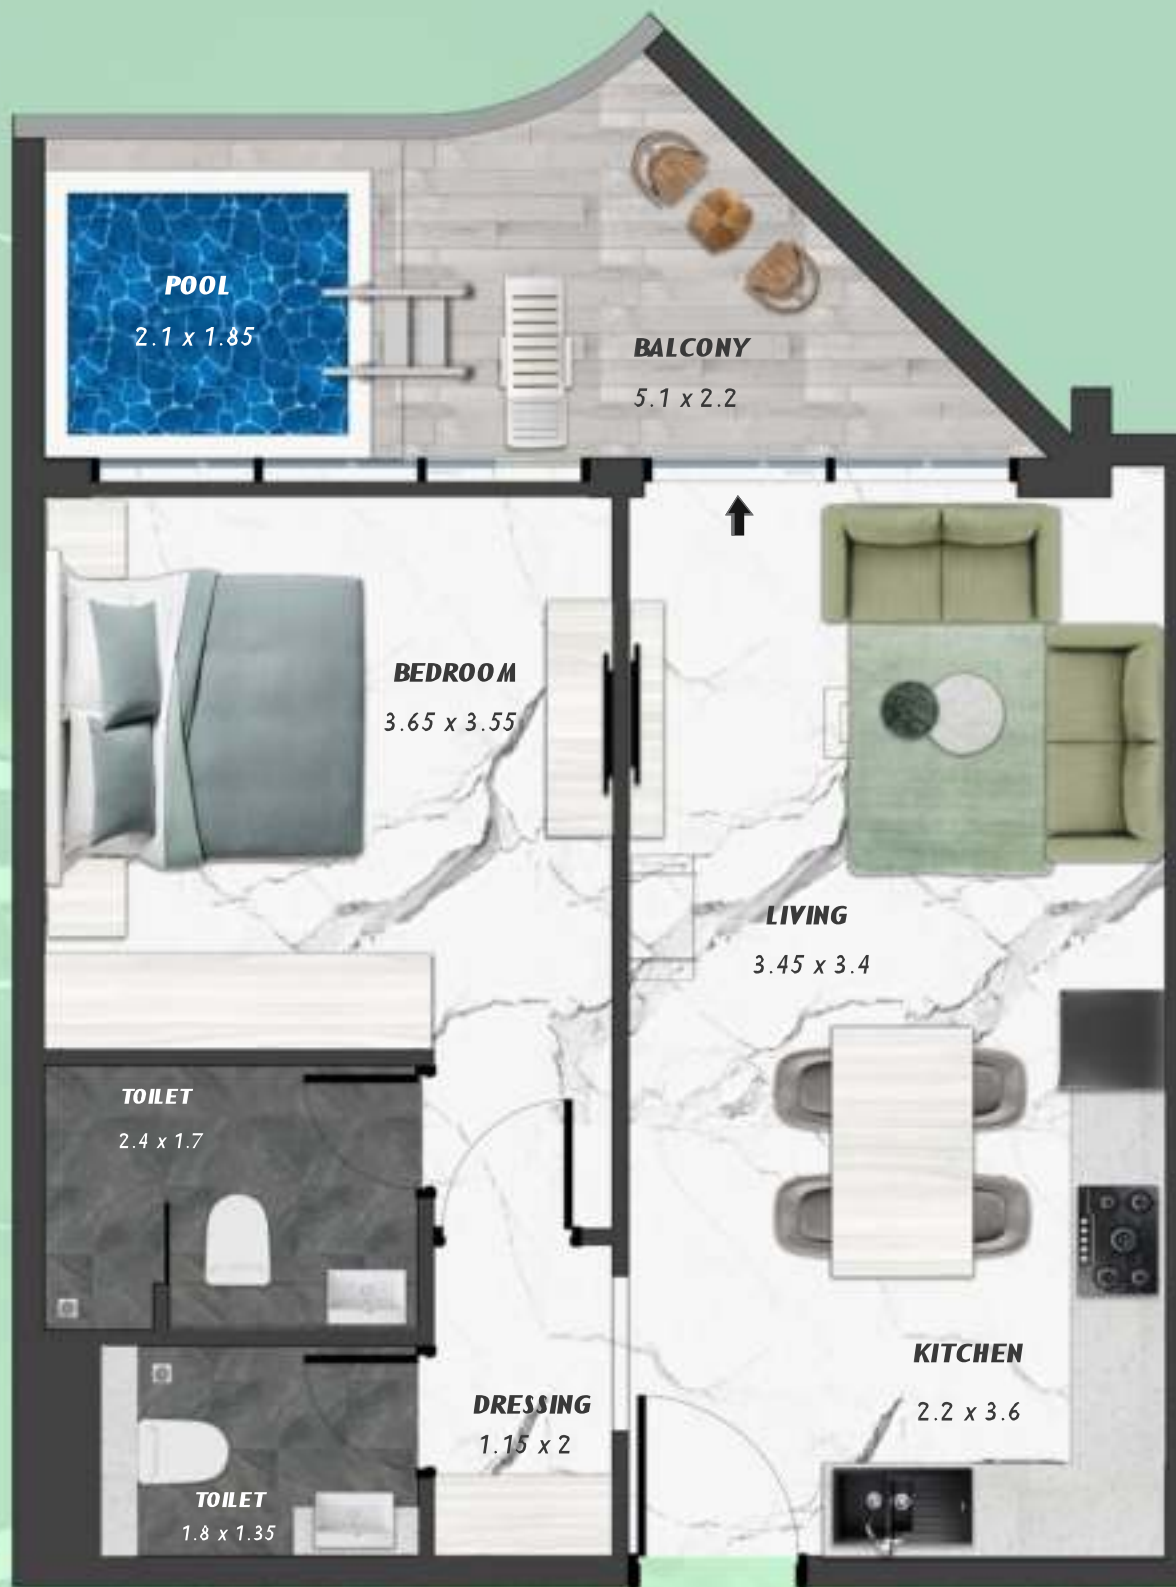 POOL
2.1 x 1.85
BALCONY
5.1 x 2.2
BEDROOM
3.65 x 3.55
LIVING
3.45 x 3.4
TOILET
2.4 x 1.7
KITCHEN
2.2 x 3.6
DRESSING
1.15 x 2
TOILET
1.8 x 1.35